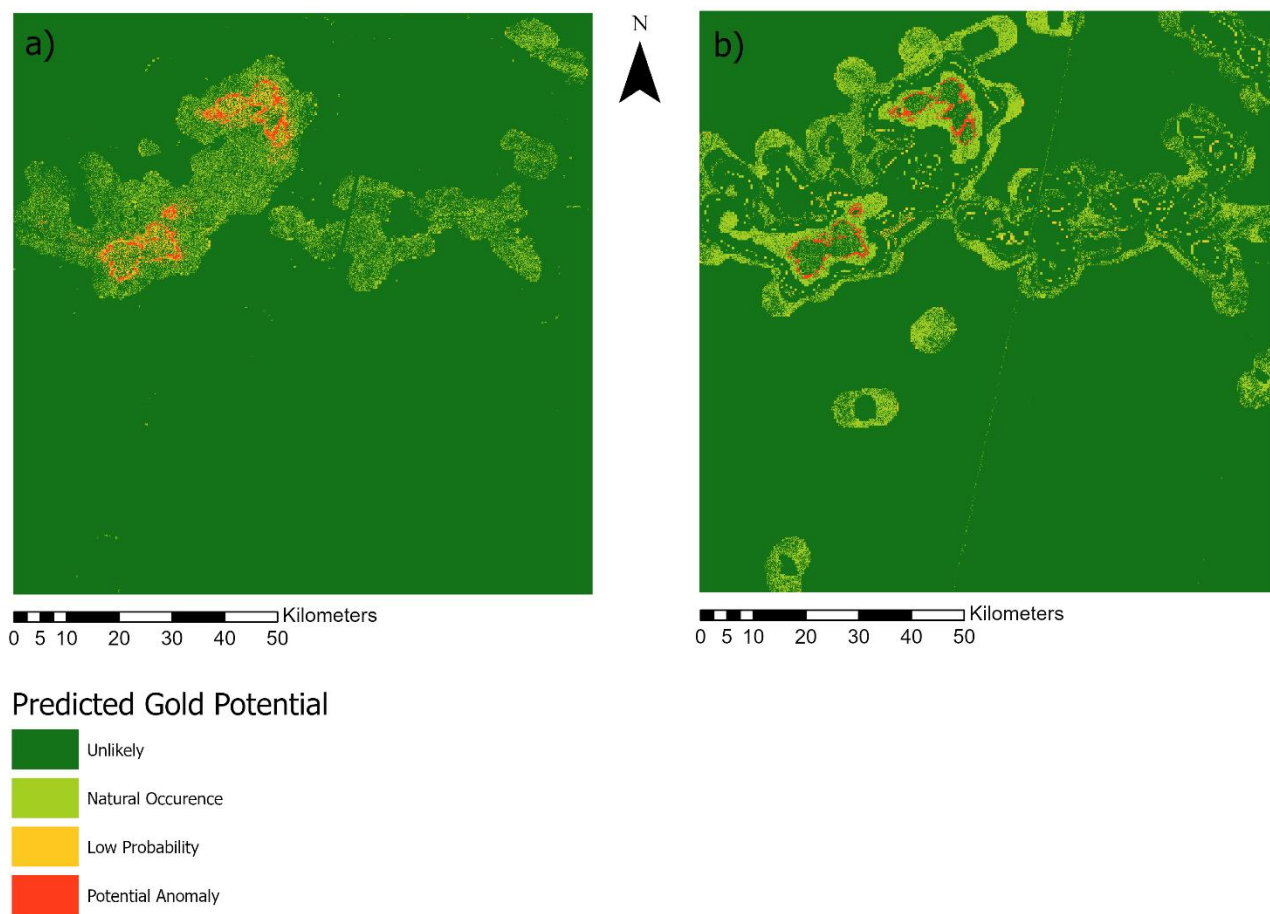 a)
N
b)
Kilometers
0 5 10 20 30 40 50
Kilometers
0 5 10 20 30 40 50
Predicted Gold Potential
Unlikely
Natural Occurence
Low Probability
Potential Anomaly